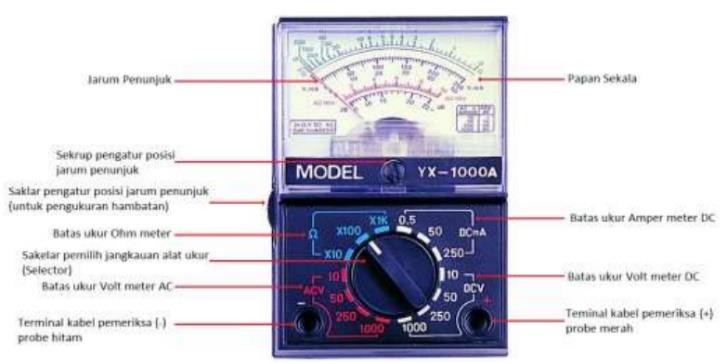 Jarum Penunjuk
Papan Sekala
Sekrup pengatur posisi
jarum penunjuk
MODEL YX-1000A
Saklar pengatur posisi jarum penunjuk
(untuk pengukuran hambatan)
Batas ukur Amper meter DC
Batas ukur Ohm meter
Sakelar pemilih jangkauan alat ukur
(Selector)
Batas ukur Volt meter DC
Batas ukur Volt meter AC
Terminal kabel pemeriksa (-)
probe hitam
Teminal kabel pemeriksa (+)
probe merah
Ω
X10
X100
X1K
0.5
50
DCmA
250
10
DCV
50
250
1000
ACV
10
50
250
1000
-
+